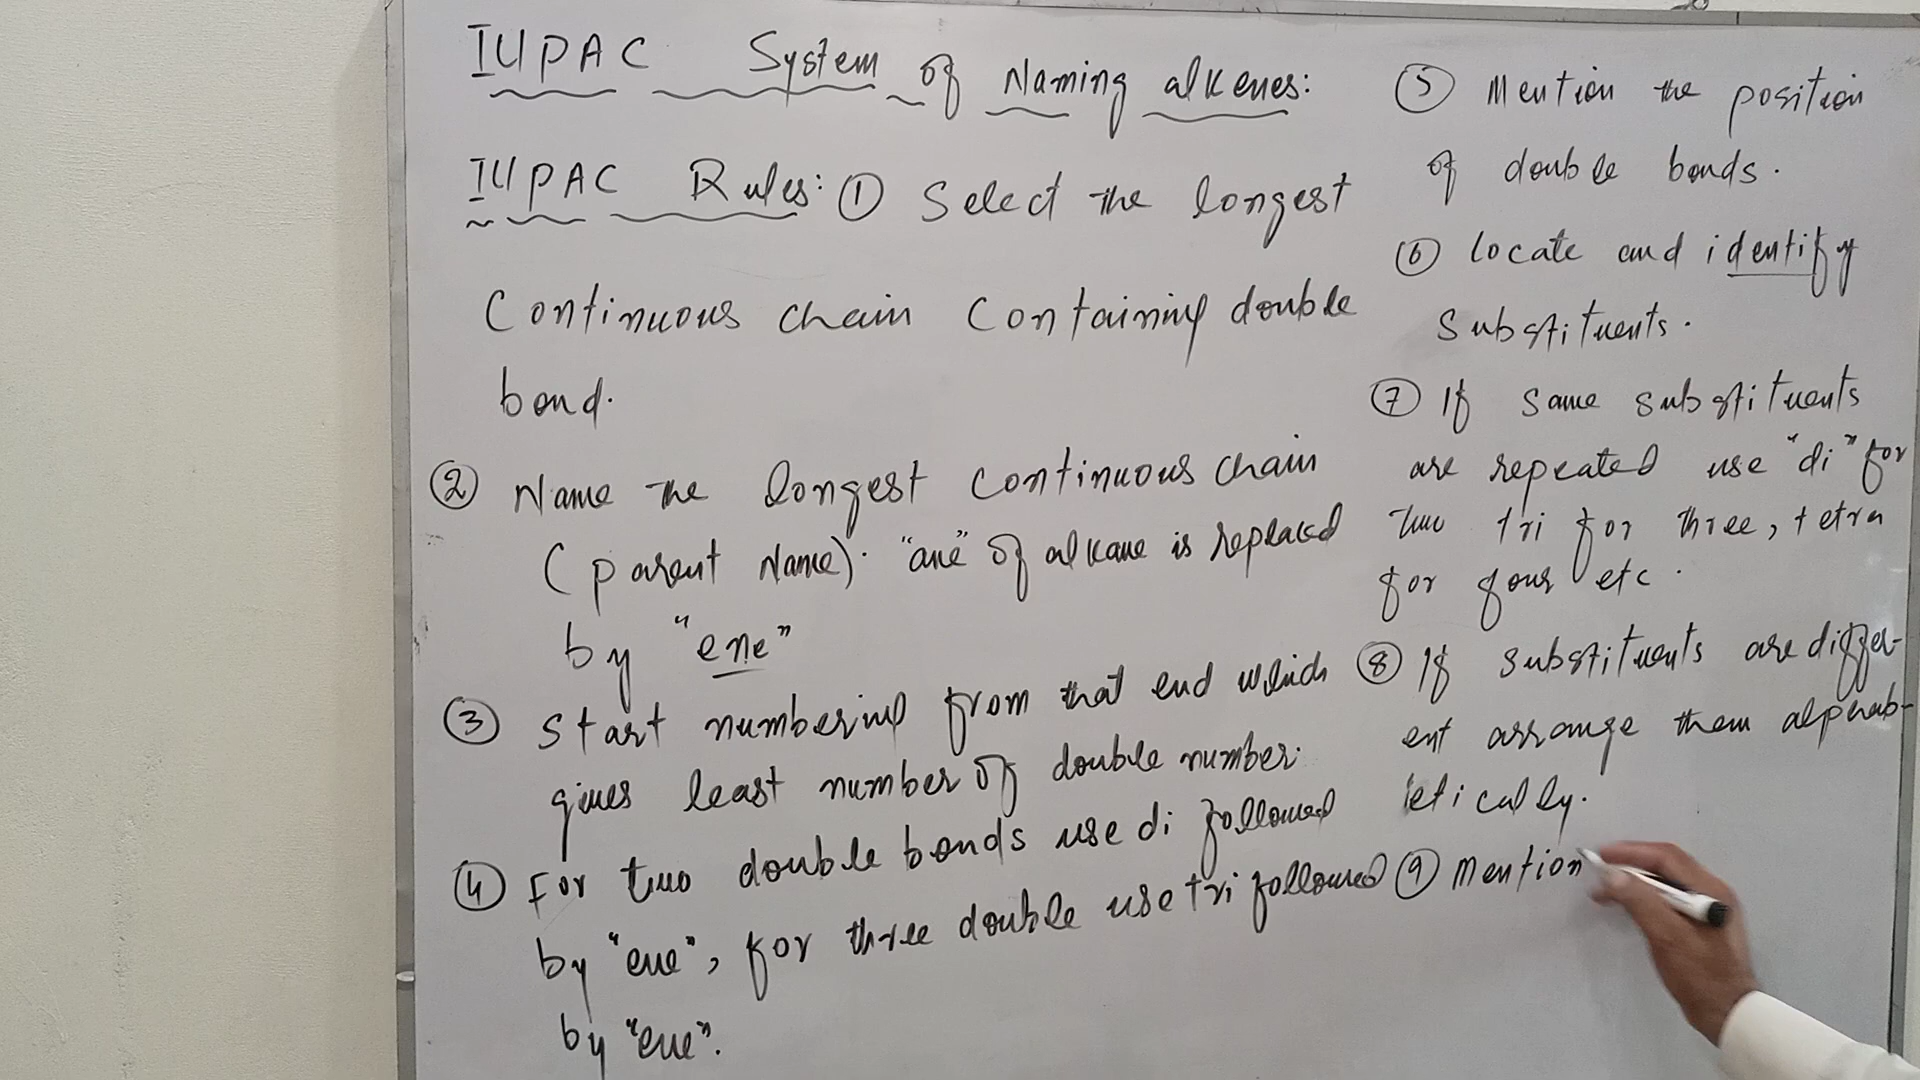 IUPAC System of Naming alkenes:
IUPAC Rules: ① Select the longest
Continuous chain Containing double
bond.
② Name the longest continuous chain
(parent Name). "ane" of alkane is replaced
by "ene"
③ Start numbering from that end which
gives least number of double number.
④ For two double bonds use di followed
by "ene", for three double use tri followed
by "ene".
⑤ Mention the position
of double bonds.
⑥ locate and identify
substituents.
⑦ If same substituents
are repeated use "di" for
two tri for three, tetra
for four etc.
⑧ If substituents are differ-
ent arrange them alphab-
etically.
⑨ Mention